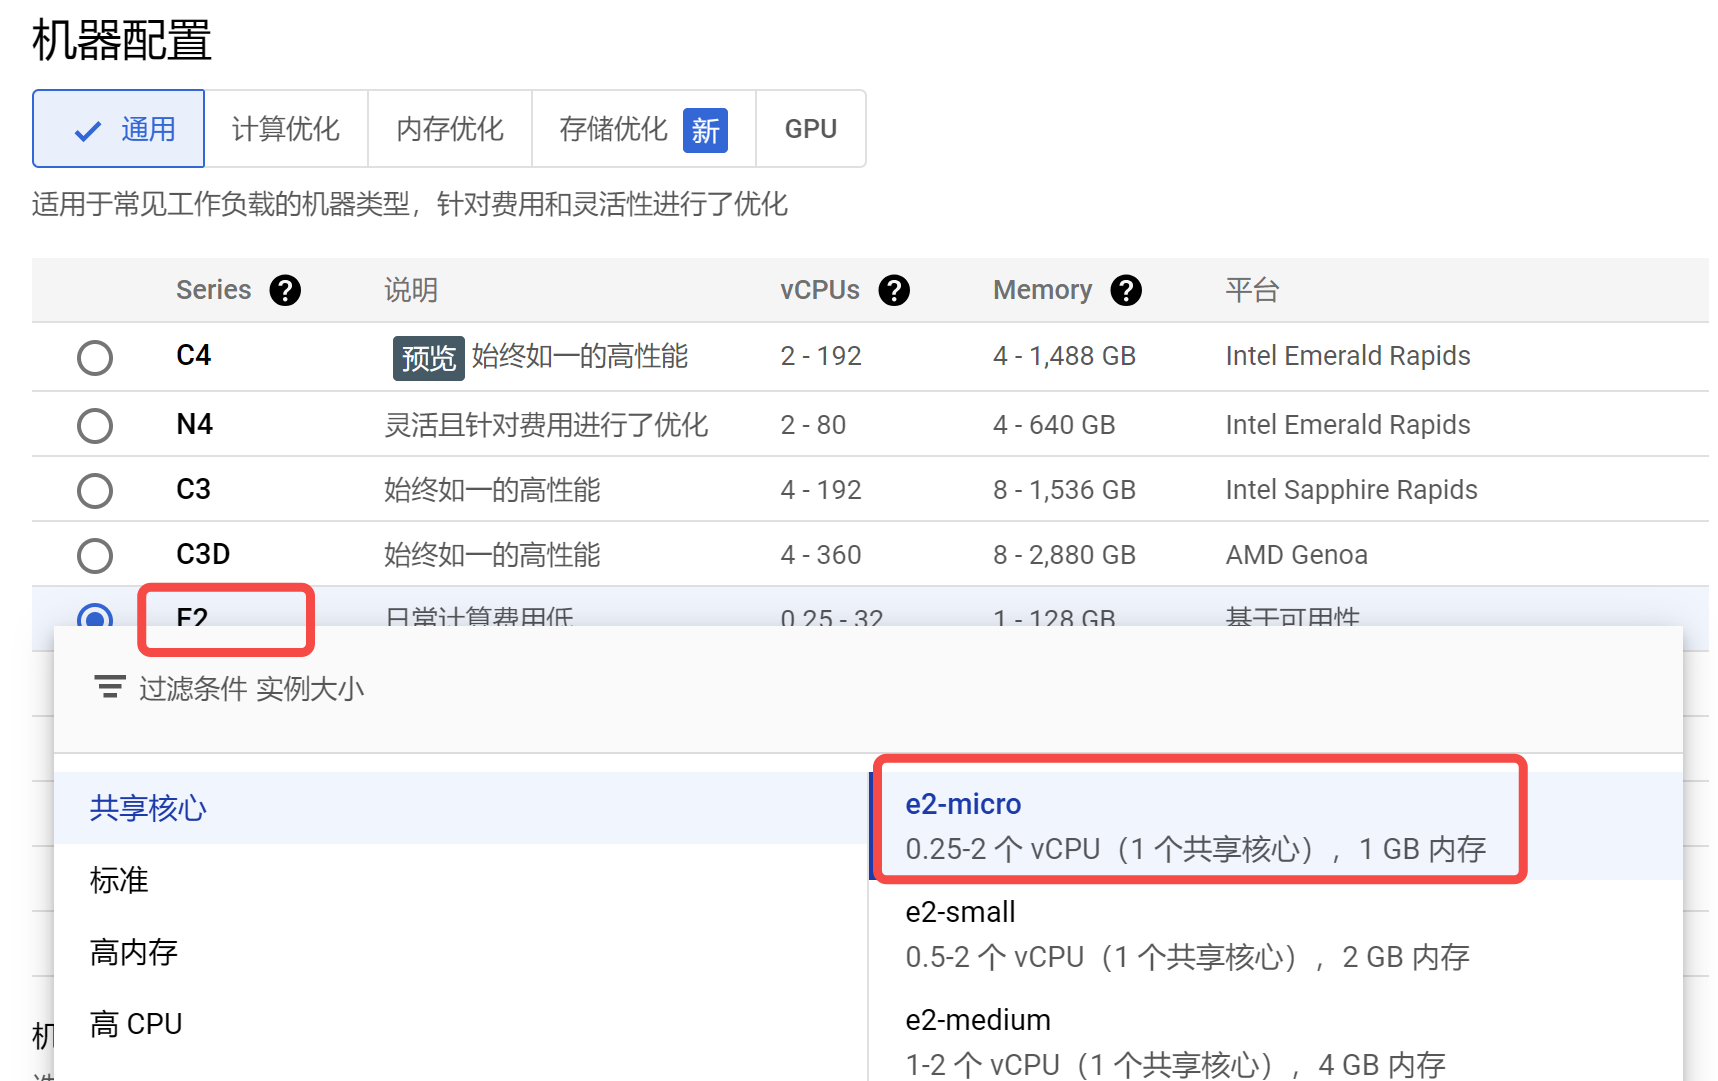 机器配置
通用 计算优化 内存优化 存储优化 新 GPU
适用于常见工作负载的机器类型，针对费用和灵活性进行了优化
Series ? 说明 vCPUs ? Memory ? 平台
C4 预览 始终如一的高性能 2 - 192 4 - 1,488 GB Intel Emerald Rapids
N4 灵活且针对费用进行了优化 2 - 80 4 - 640 GB Intel Emerald Rapids
C3 始终如一的高性能 4 - 192 8 - 1,536 GB Intel Sapphire Rapids
C3D 始终如一的高性能 4 - 360 8 - 2,880 GB AMD Genoa
E2 日常计算费用低 0.25 - 32 1 - 128 GB 基于可用性
过滤条件 实例大小
共享核心
标准
高内存
高 CPU
e2-micro
0.25-2 个 vCPU（1 个共享核心），1 GB 内存
e2-small
0.5-2 个 vCPU（1 个共享核心），2 GB 内存
e2-medium
1-2 个 vCPU（1 个共享核心），4 GB 内存
机